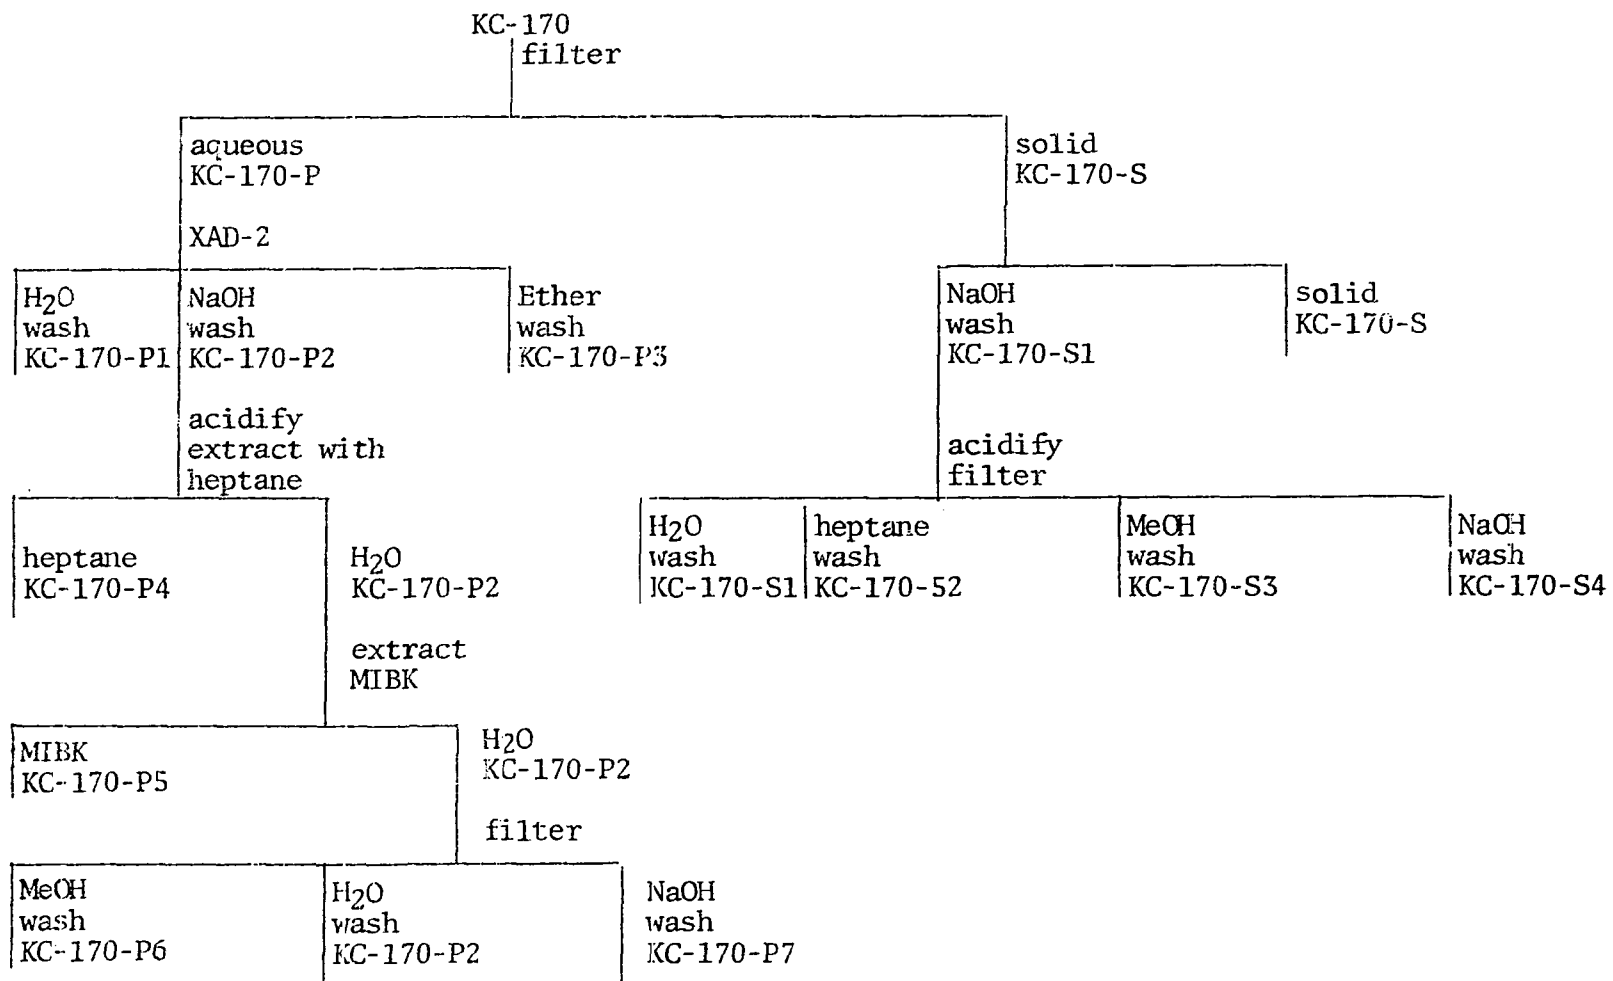 KC-170
filter
aqueous
KC-170-P
XAD-2
solid
KC-170-S
H2O
wash
KC-170-P1
NaOH
wash
KC-170-P2
Ether
wash
KC-170-P3
NaOH
wash
KC-170-S1
solid
KC-170-S
acidify
extract with
heptane
acidify
filter
heptane
KC-170-P4
H2O
KC-170-P2
H2O
wash
KC-170-S1
heptane
wash
KC-170-52
MeOH
wash
KC-170-S3
NaOH
wash
KC-170-S4
extract
MIBK
MIBK
KC-170-P5
H2O
KC-170-P2
filter
MeOH
wash
KC-170-P6
H2O
wash
KC-170-P2
NaOH
wash
KC-170-P7